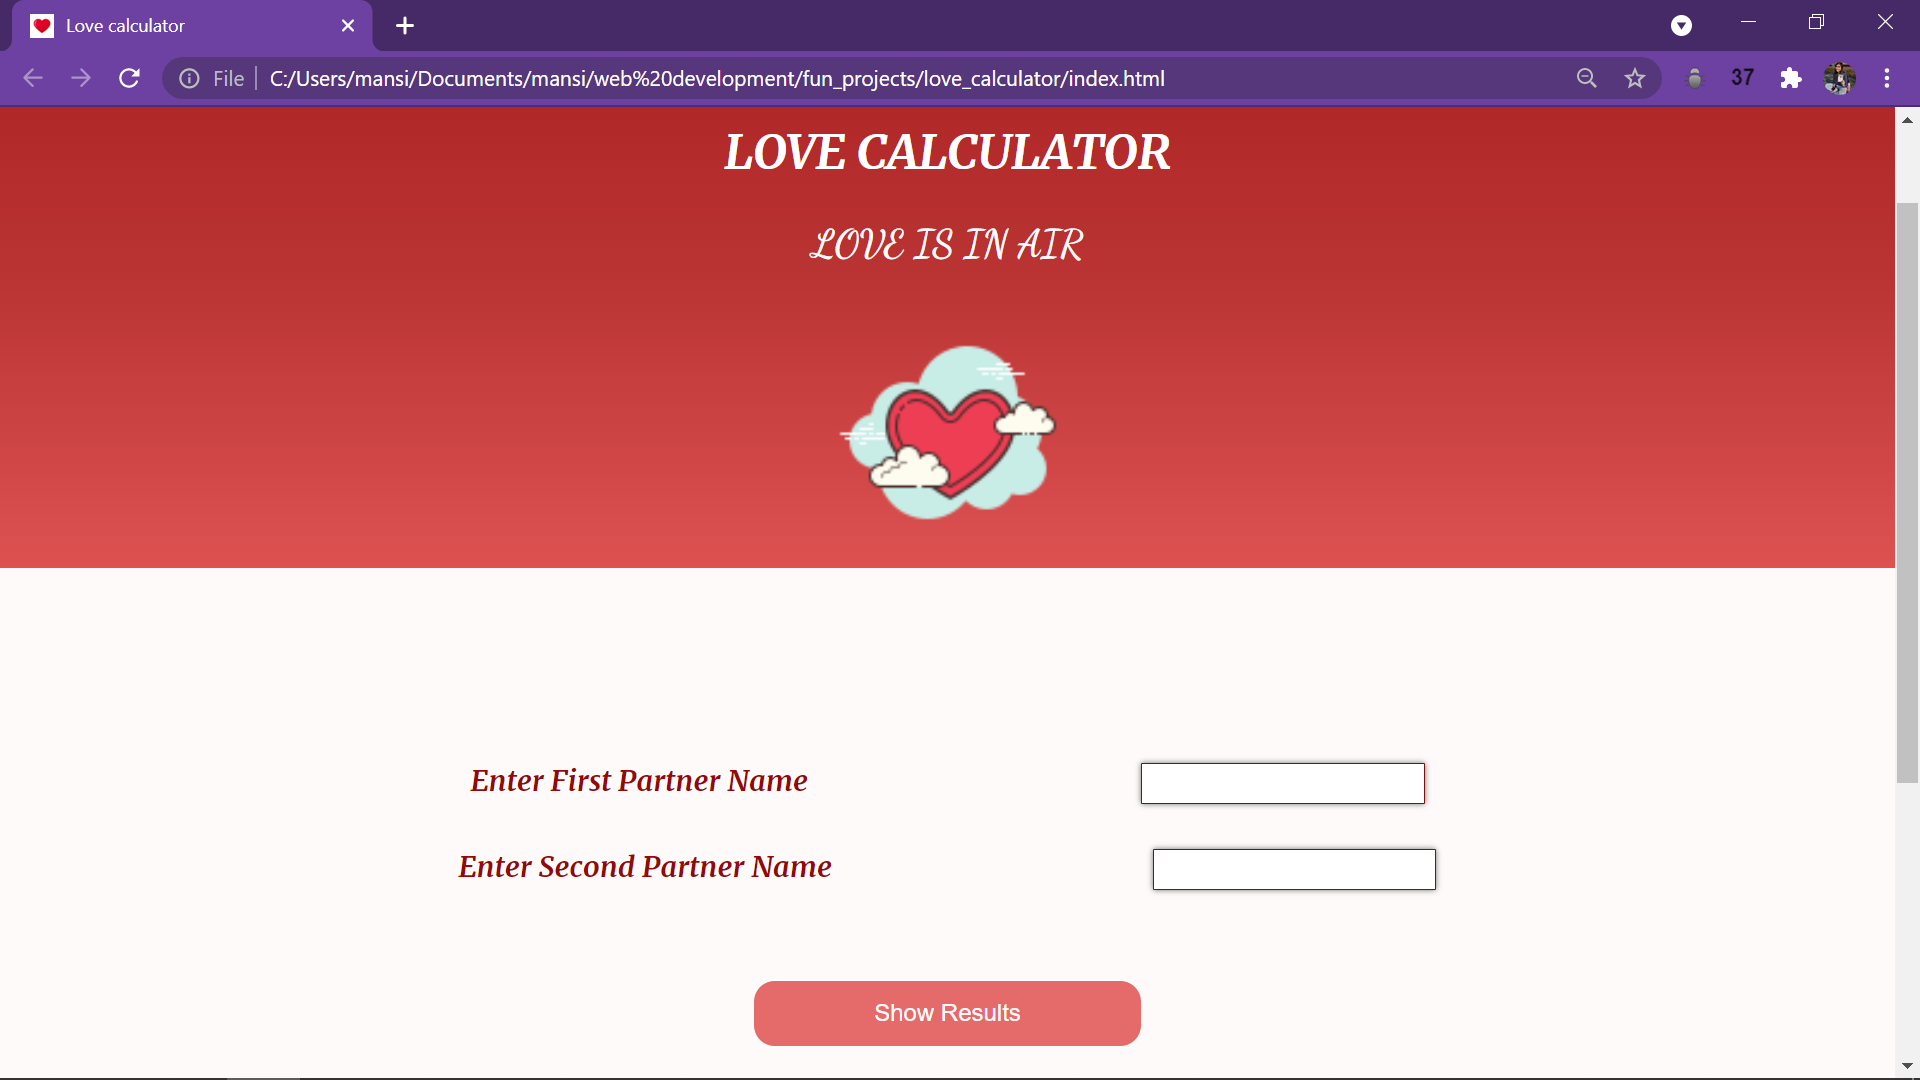 Love calculator
File
C:/Users/mansi/Documents/mansi/web%20development/fun_projects/love_calculator/index.html
37
LOVE CALCULATOR
LOVE IS IN AIR
Enter First Partner Name
Enter Second Partner Name
Show Results